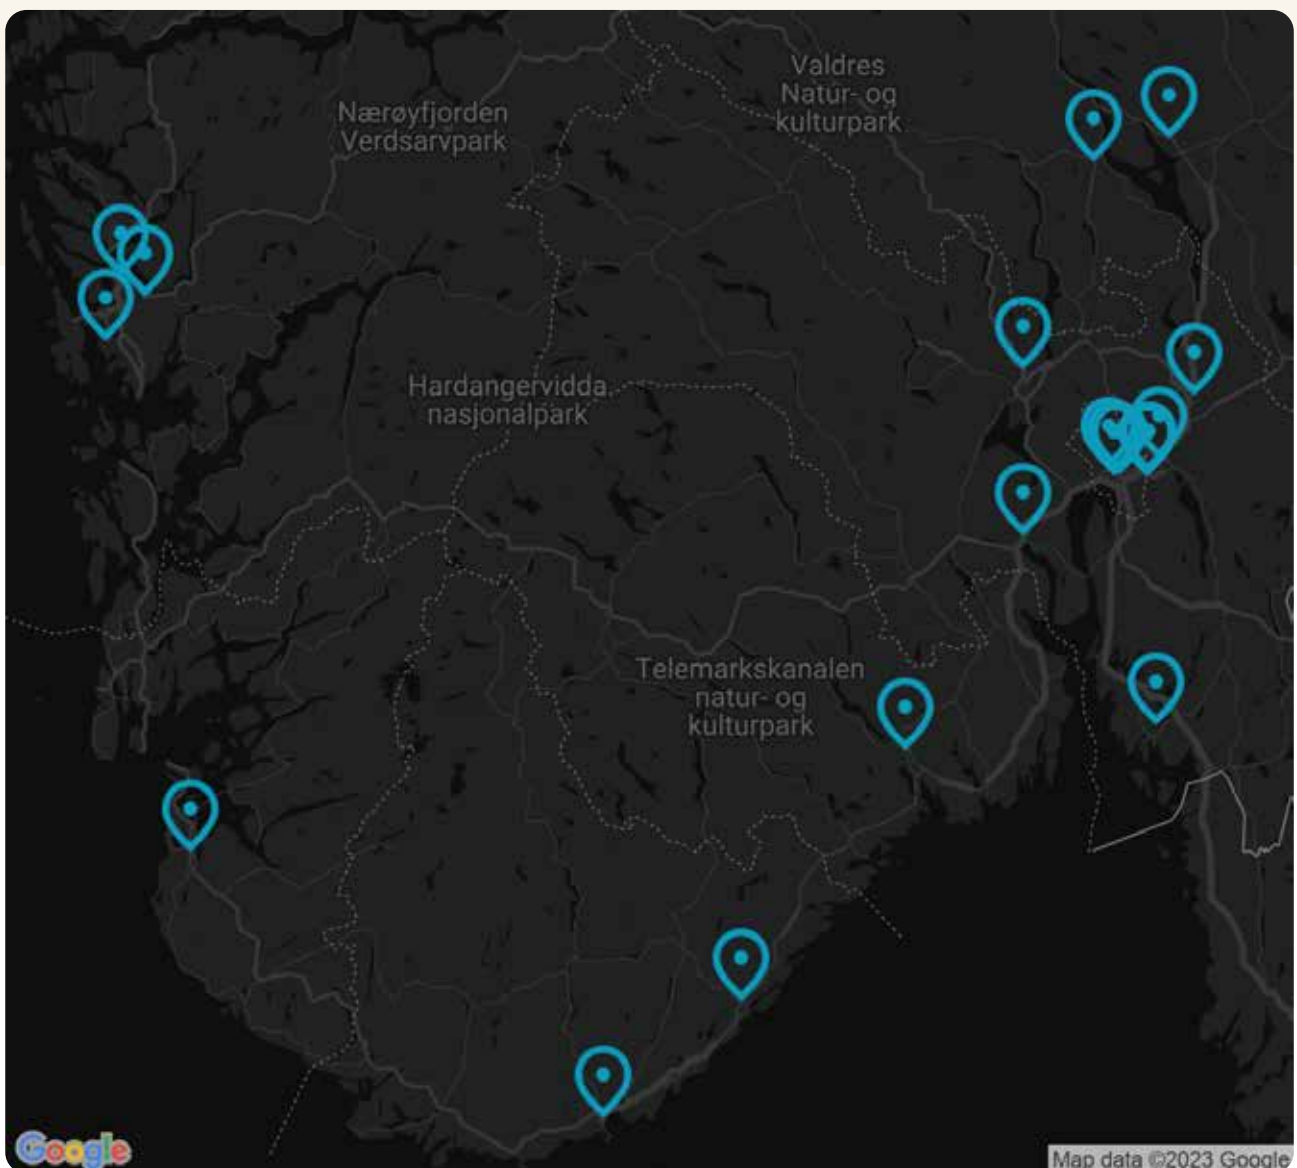 Valdres
Natur- og
kulturpark
Nærøyfjorden
Verdsarvpark
Hardangervidda
nasjonalpark
Telemarkskanalen
natur- og
kulturpark
Google
Map data ©2023 Google